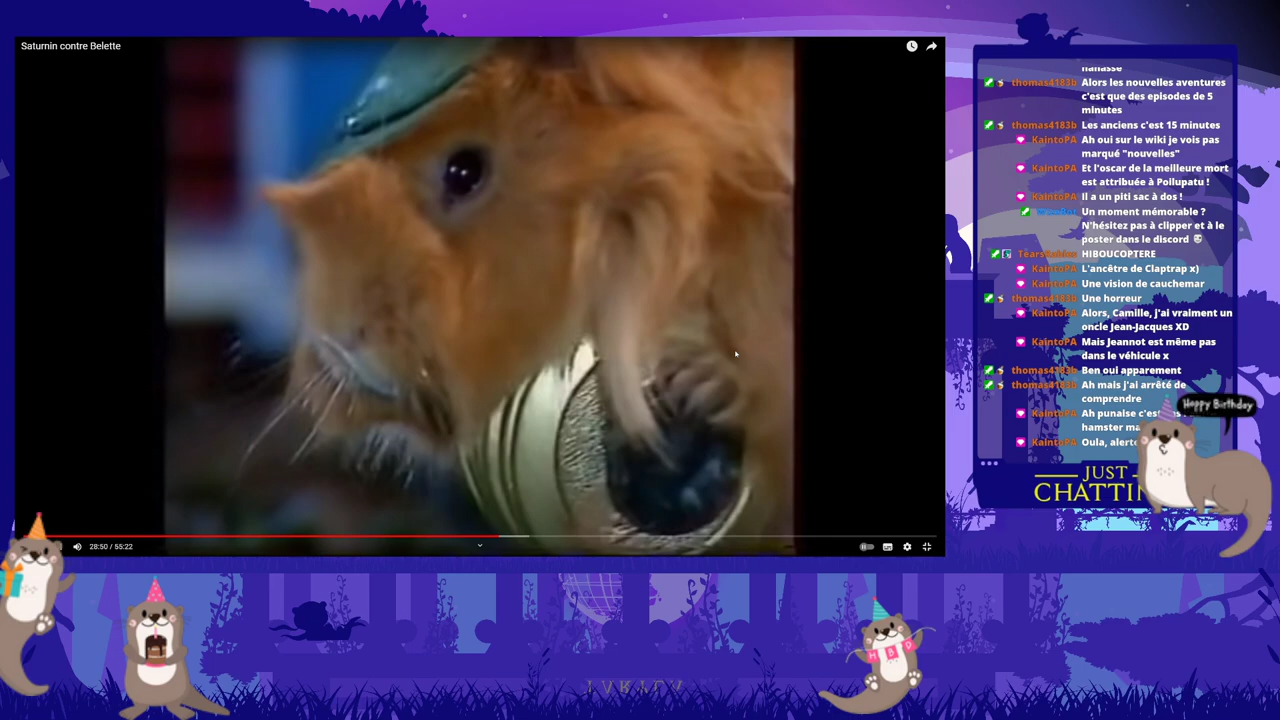 Saturnin contre Belette
28:50 / 55:22
thomas4183b Alors les nouvelles aventures
c'est que des episodes de 5
minutes
thomas4183b Les anciens c'est 15 minutes
KaintoPA Ah oui sur le wiki je vois pas
marqué "nouvelles"
KaintoPA Et l'oscar de la meilleure mort
est attribuée à Pollupatu !
KaintoPA Il a un piti sac à dos !
Un moment mémorable ?
N'hésitez pas à clipper et à le
poster dans le discord
HIBOUCOPTERE
KaintoPA L'ancêtre de Claptrap x)
KaintoPA Une vision de cauchemar
thomas4183b Une horreur
KaintoPA Alors, Camille, j'ai vraiment un
oncle Jean-Jacques XD
KaintoPA Mais Jeannot est même pas
dans le véhicule x
thomas4183b Ben oui apparement
thomas4183b Ah mais j'ai arrêté de
comprendre
KaintoPA Ah punaise
hamster
KaintoPA Oula,
Happy Birthday
JUST
HBD